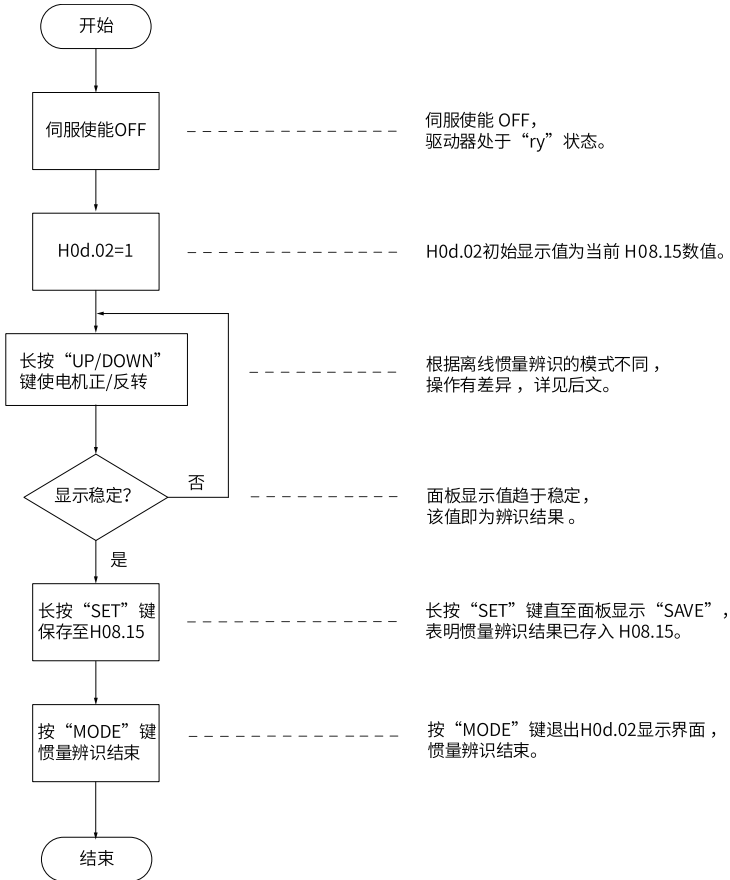 开始
伺服使能OFF
伺服使能 OFF，
驱动器处于“ry”状态。
H0d.02=1
H0d.02初始显示值为当前 H08.15数值。
长按“UP/DOWN”
键使电机正/反转
根据离线惯量辨识的模式不同，
操作有差异，详见后文。
显示稳定？
否
面板显示值趋于稳定，
该值即为辨识结果 。
是
长按“SET”键
保存至H08.15
长按“SET”键直至面板显示“SAVE”，
表明惯量辨识结果已存入 H08.15。
按“MODE”键
惯量辨识结束
按“MODE”键退出H0d.02显示界面，
惯量辨识结束。
结束